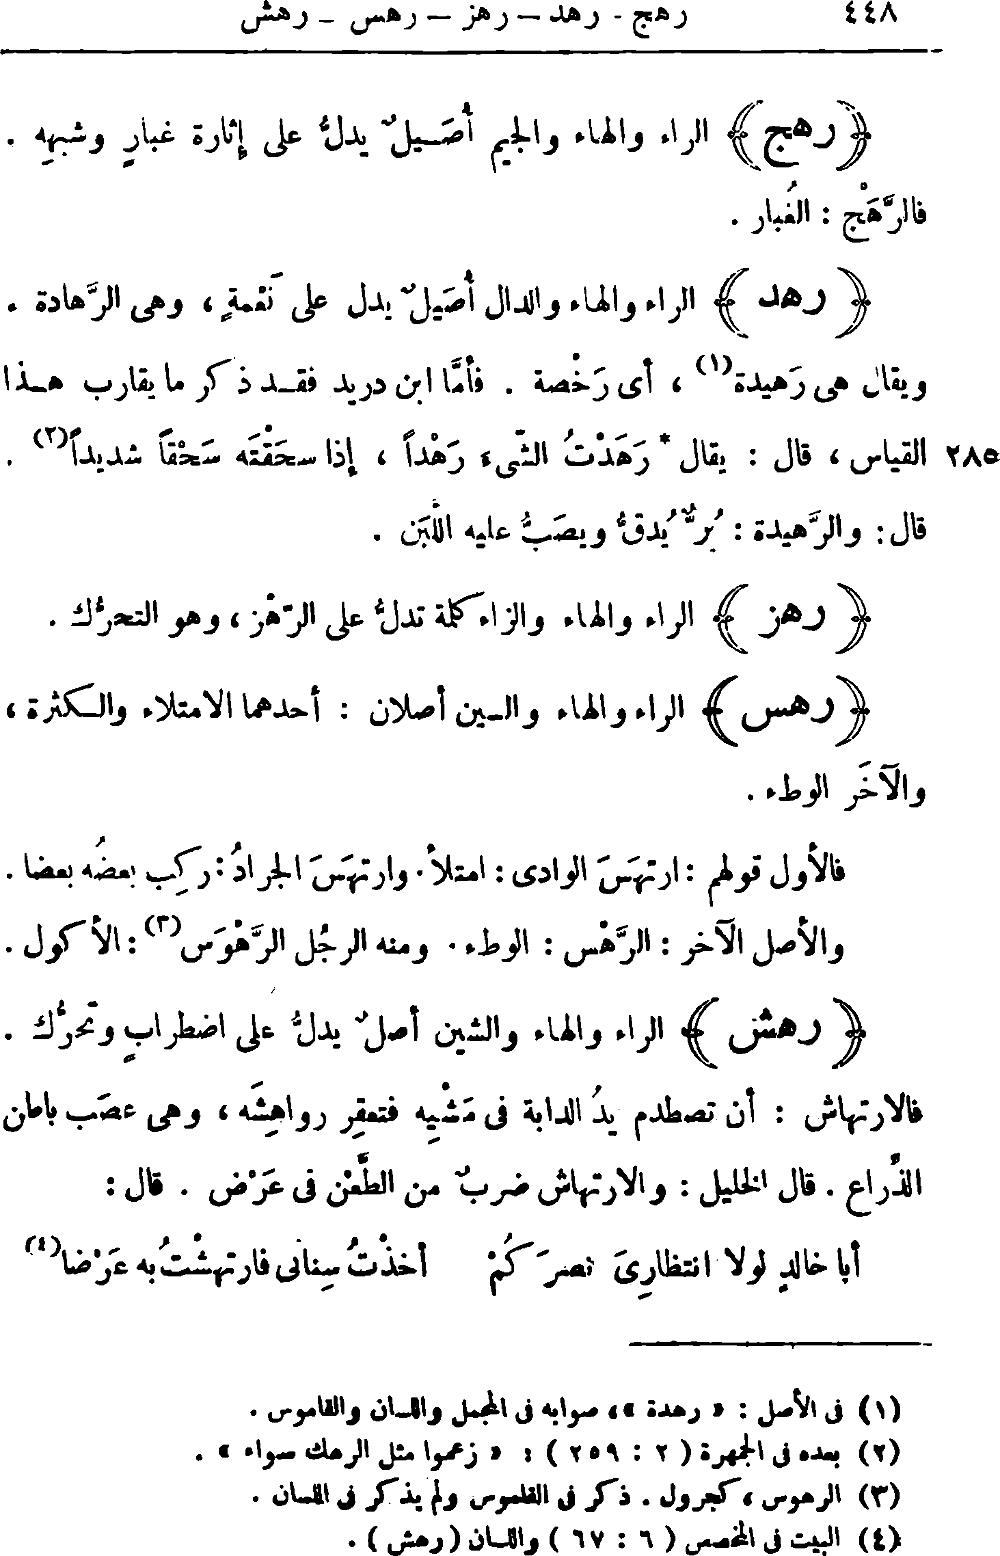 ٤٤٨ رهج - رهد – رهز – رهس – رهش
﴿ رهج ﴾ الراء والهاء والجيم أُصَيلٌ يدلُّ على إثارة غبارٍ وشبهِه .
فالرَّهَْج : الغُبار .
﴿ رهد ﴾ الراء والهاء والدال أُصَيلٌ يدل على نَعْمةٍ ، وهى الرَّهادة .
ويقال هى رَهيدة(١) ، أى رَخْصة . فأمَّا ابن دريد فقد ذكر ما يقارب هذا
٢٨٥ القياس ، قال : يقال * رَهَدْتُ الشّىءَ رَهْداً ، إذا سحَقْتَه سَحْقاً شديداً(٢) .
قال : والرَّهيدة : بُرٌّ يُدقُّ ويصَبُّ عليه اللَّبَن .
﴿ رهز ﴾ الراء والهاء والزاء كلمة تدلُّ على الرّهْز ، وهو التحرُّك .
﴿ رهس ﴾ الراء والهاء والسين أصلان : أحدهما الامتلاء والكثرة ،
والآخَر الوطء .
فالأول قولهم : ارتهَسَ الوادى : امتلأ . وارتهَسَ الجرادُ : ركِب بعضُه بعضا .
والأصل الآخر : الرَّهْس : الوطء . ومنه الرجُل الرَّهْوَس(٣) : الأكول .
﴿ رهش ﴾ الراء والهاء والشين أصلٌ يدلُّ على اضطرابٍ وتحرُّك .
فالارتهاش : أن تصطدم يدُ الدابة فى مَشْيِه فتعقِر رواهِشَه ، وهى عصَب باطن
الذِّراع . قال الخليل : والارتهاش ضربٌ من الطَّعْن فى عَرْض . قال :
أبا خالدٍ لولا انتظارِىَ نصرَكُمْ أخذْتُ سِنانى فارتهشْتُ به عَرْضا(٤)
(١) فى الأصل : « رهدة » ، صوابه فى المجمل واللسان والقاموس .
(٢) بعده فى الجمهرة ( ٢ : ٢٥٩ ) : « زعموا مثل الرهك سواء » .
(٣) الرهوس ، كجرول . ذكر فى القاموس ولم يذكر فى اللسان .
(٤) البيت فى المخصص ( ٦ : ٦٧ ) واللسان ( رهش ) .